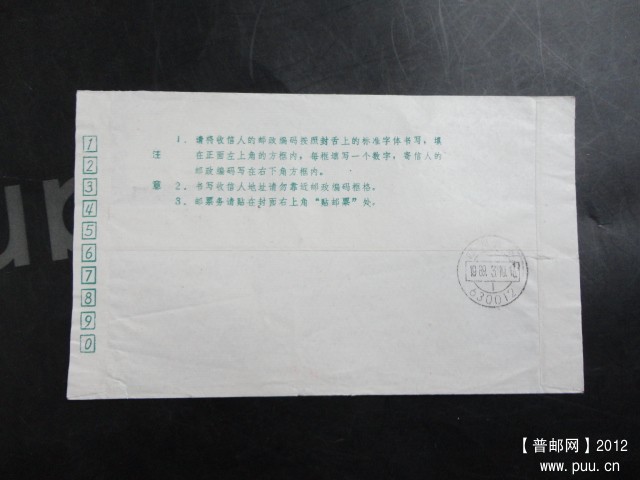 注意
1. 请将收信人的邮政编码按照封舌上的标准字体书写，填
在正面左上角的方框内，每框填写一个数字，寄信人的
邮政编码写在右下角方框内。
2. 书写收信人地址请勿靠近邮政编码框格。
3. 邮票务请贴在封面右上角“贴邮票”处。
1
2
3
4
5
6
7
8
9
0
1
630012
【普邮网】2012
www.puu.cn